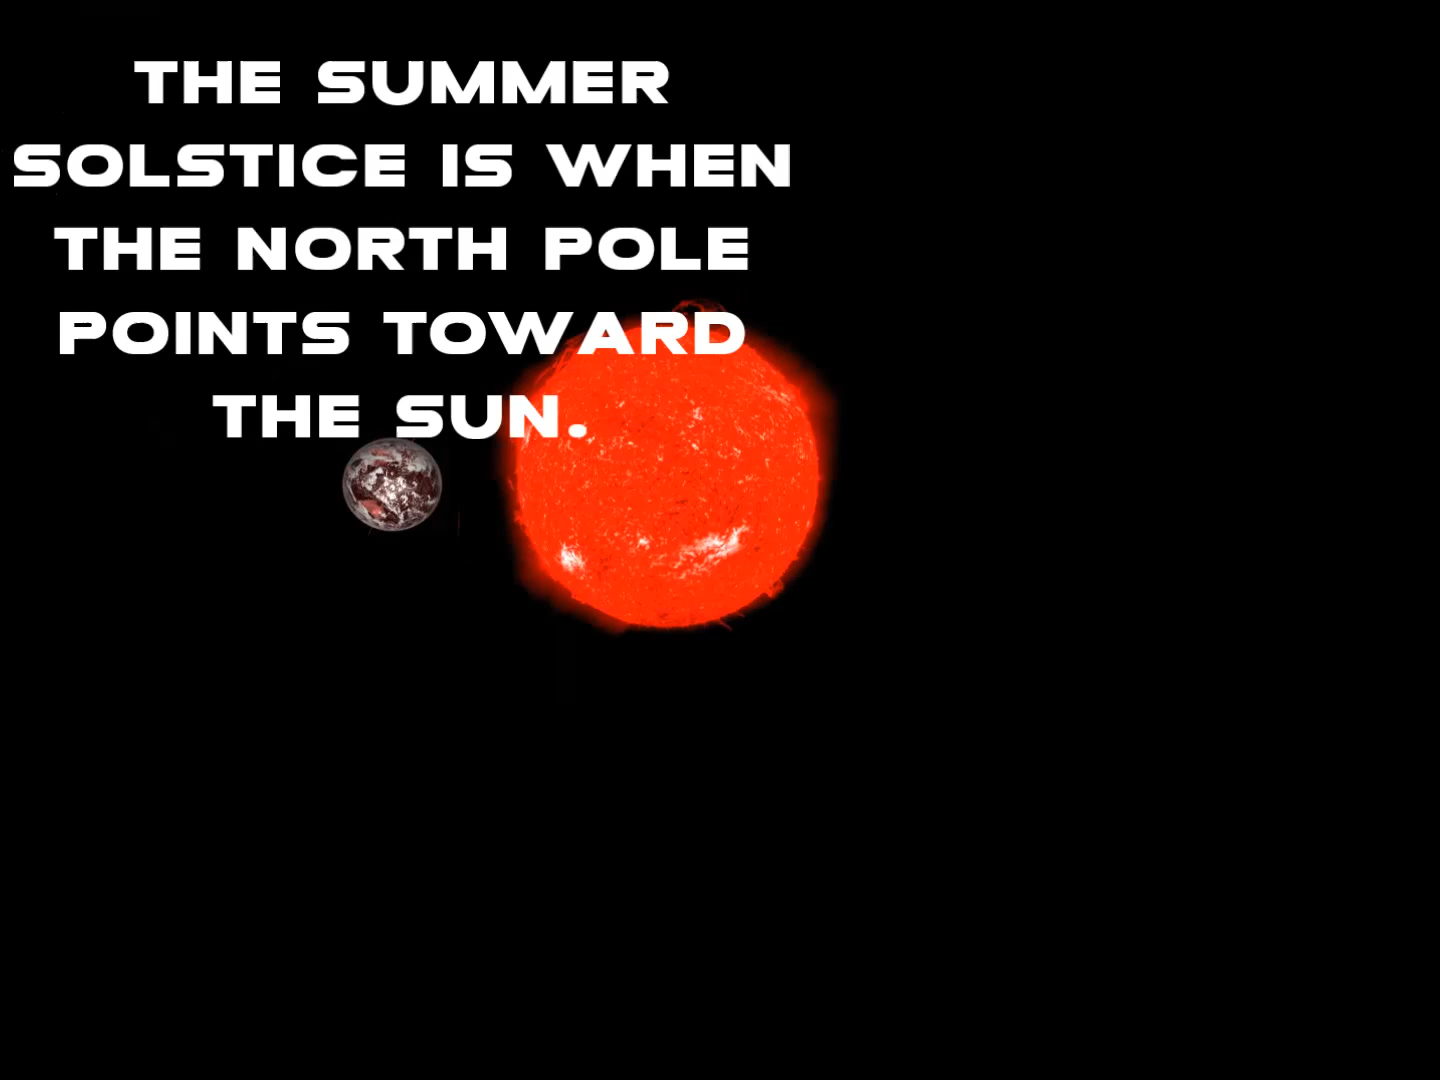 THE SUMMER
SOLSTICE IS WHEN
THE NORTH POLE
POINTS TOWARD
THE SUN.